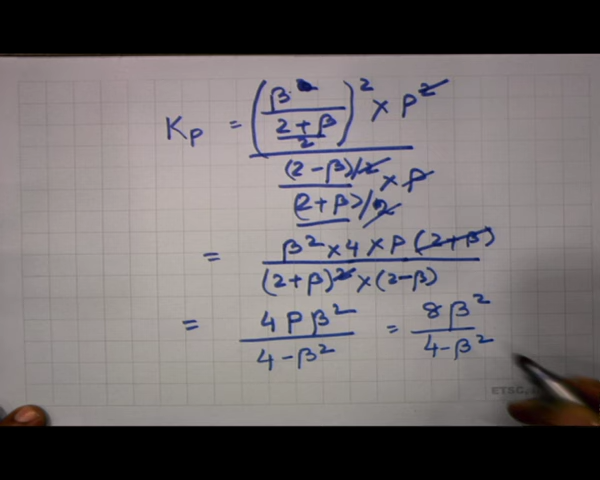 Kp = (β / ((2+β)/2))² × P²
(2-β)/2 / (2+β)/2 × P
= β² × 4 × P (2+β) / (2+β)² × (2-β)
= 4Pβ² / 4-β² = 8β² / 4-β²